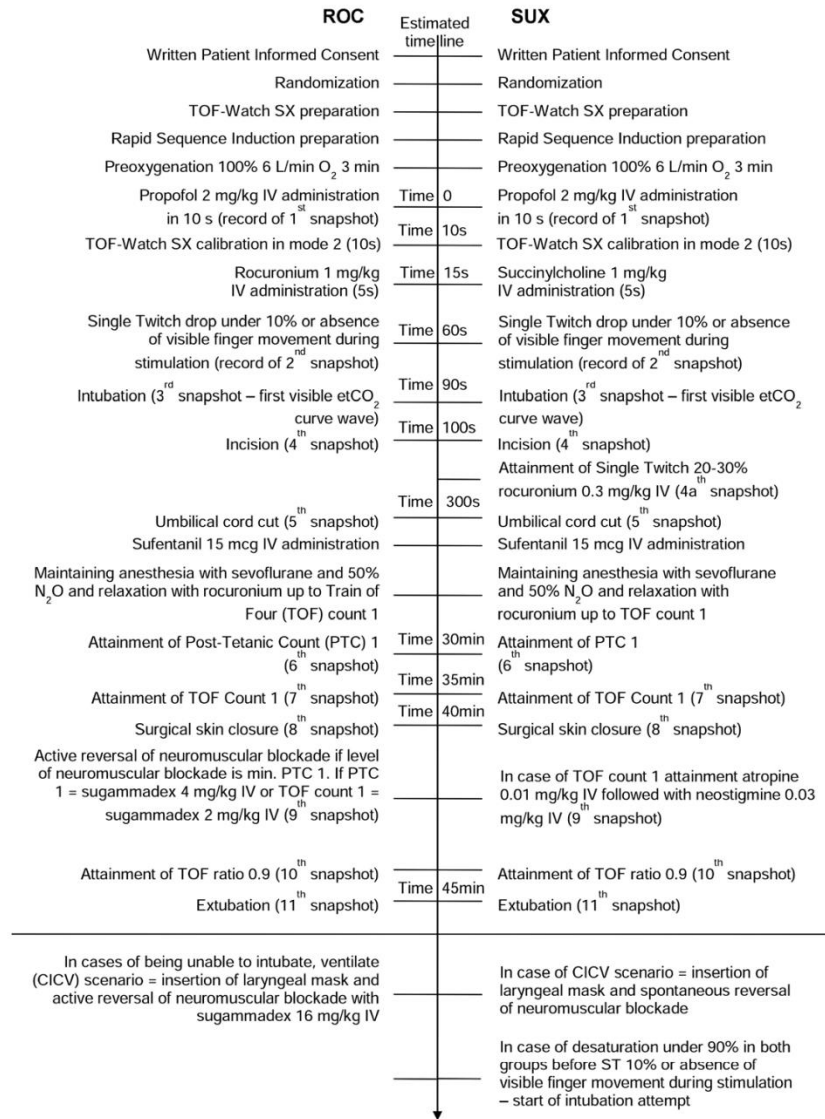 ROC
Estimated
timeline
SUX
Written Patient Informed Consent
Written Patient Informed Consent
Randomization
Randomization
TOF-Watch SX preparation
TOF-Watch SX preparation
Rapid Sequence Induction preparation
Rapid Sequence Induction preparation
Preoxygenation 100% 6 L/min O2 3 min
Preoxygenation 100% 6 L/min O2 3 min
Propofol 2 mg/kg IV administration
in 10 s (record of 1st snapshot)
Time 0
Propofol 2 mg/kg IV administration
in 10 s (record of 1st snapshot)
Time 10s
TOF-Watch SX calibration in mode 2 (10s)
TOF-Watch SX calibration in mode 2 (10s)
Rocuronium 1 mg/kg
IV administration (5s)
Time 15s
Succinylcholine 1 mg/kg
IV administration (5s)
Single Twitch drop under 10% or absence
of visible finger movement during
stimulation (record of 2nd snapshot)
Time 60s
Single Twitch drop under 10% or absence
of visible finger movement during
stimulation (record of 2nd snapshot)
Time 90s
Intubation (3rd snapshot – first visible etCO2
curve wave)
Intubation (3rd snapshot – first visible etCO2
curve wave)
Time 100s
Incision (4th snapshot)
Incision (4th snapshot)
Attainment of Single Twitch 20-30%
rocuronium 0.3 mg/kg IV (4ath snapshot)
Time 300s
Umbilical cord cut (5th snapshot)
Umbilical cord cut (5th snapshot)
Sufentanil 15 mcg IV administration
Sufentanil 15 mcg IV administration
Maintaining anesthesia with sevoflurane and 50%
N2O and relaxation with rocuronium up to Train of
Four (TOF) count 1
Maintaining anesthesia with sevoflurane
and 50% N2O and relaxation with
rocuronium up to TOF count 1
Attainment of Post-Tetanic Count (PTC) 1
(6th snapshot)
Time 30min
Attainment of PTC 1
(6th snapshot)
Time 35min
Attainment of TOF Count 1 (7th snapshot)
Attainment of TOF Count 1 (7th snapshot)
Time 40min
Surgical skin closure (8th snapshot)
Surgical skin closure (8th snapshot)
Active reversal of neuromuscular blockade if level
of neuromuscular blockade is min. PTC 1. If PTC
1 = sugammadex 4 mg/kg IV or TOF count 1 =
sugammadex 2 mg/kg IV (9th snapshot)
In case of TOF count 1 attainment atropine
0.01 mg/kg IV followed with neostigmine 0.03
mg/kg IV (9th snapshot)
Attainment of TOF ratio 0.9 (10th snapshot)
Attainment of TOF ratio 0.9 (10th snapshot)
Time 45min
Extubation (11th snapshot)
Extubation (11th snapshot)
In cases of being unable to intubate, ventilate
(CICV) scenario = insertion of laryngeal mask and
active reversal of neuromuscular blockade with
sugammadex 16 mg/kg IV
In case of CICV scenario = insertion of
laryngeal mask and spontaneous reversal
of neuromuscular blockade
In case of desaturation under 90% in both
groups before ST 10% or absence of
visible finger movement during stimulation
– start of intubation attempt